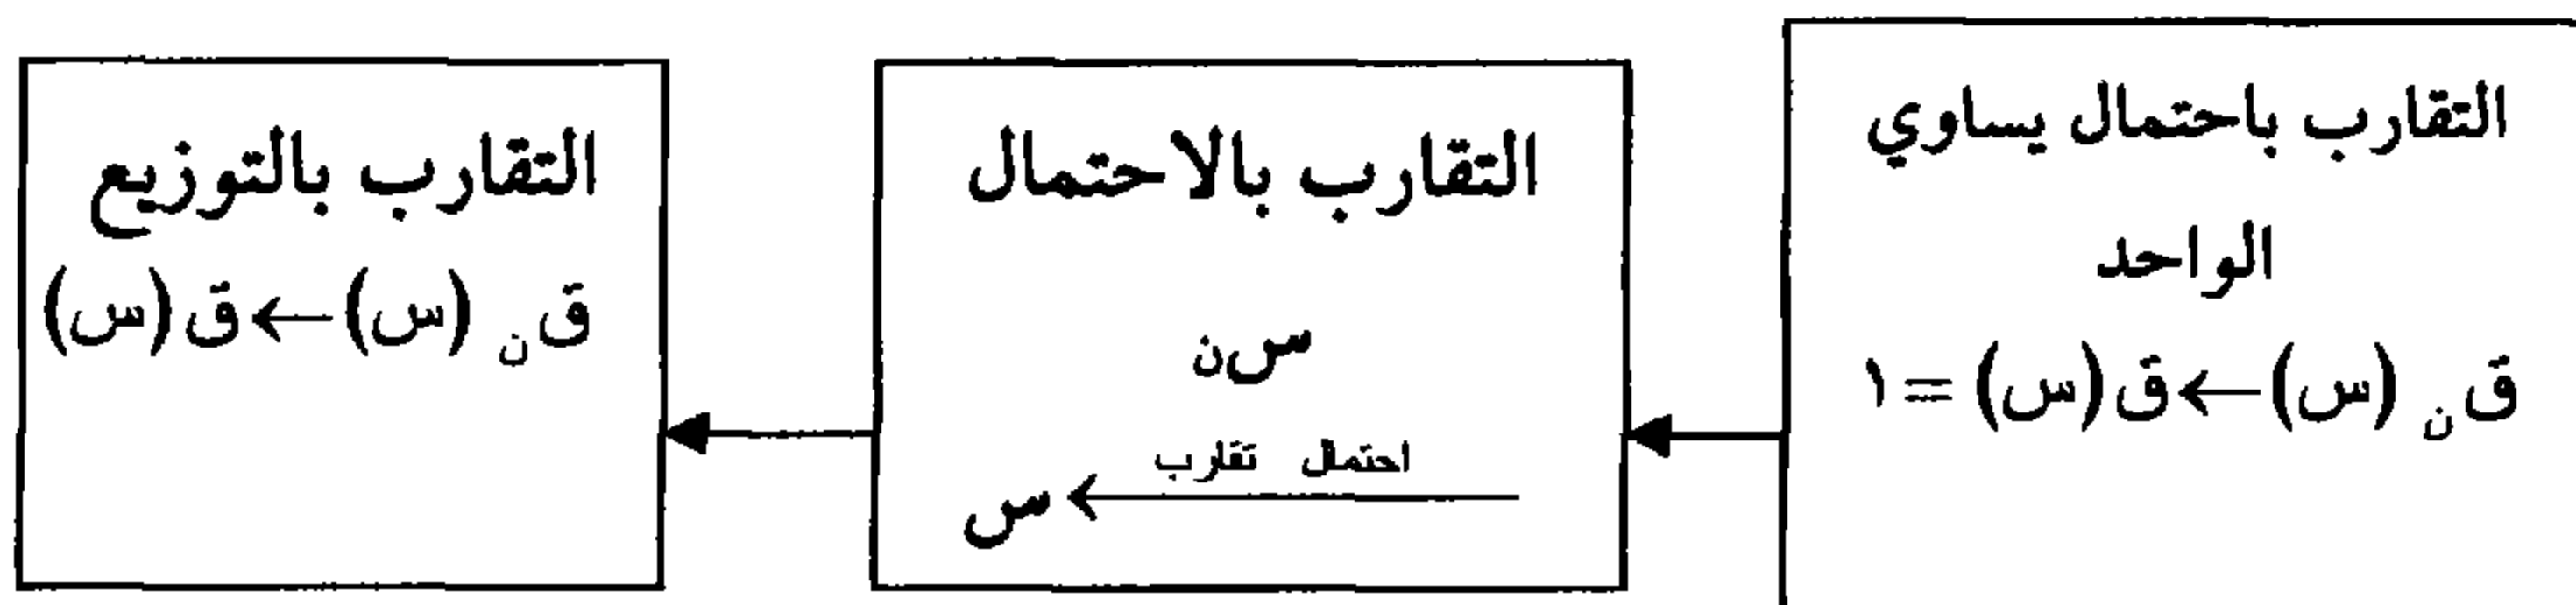 التقارب باحتمال يساوي
الواحد
ق ن (س) ← ق (س) = ١
التقارب بالاحتمال
س ن
احتمال تقارب
← س
التقارب بالتوزيع
ق ن (س) ← ق (س)